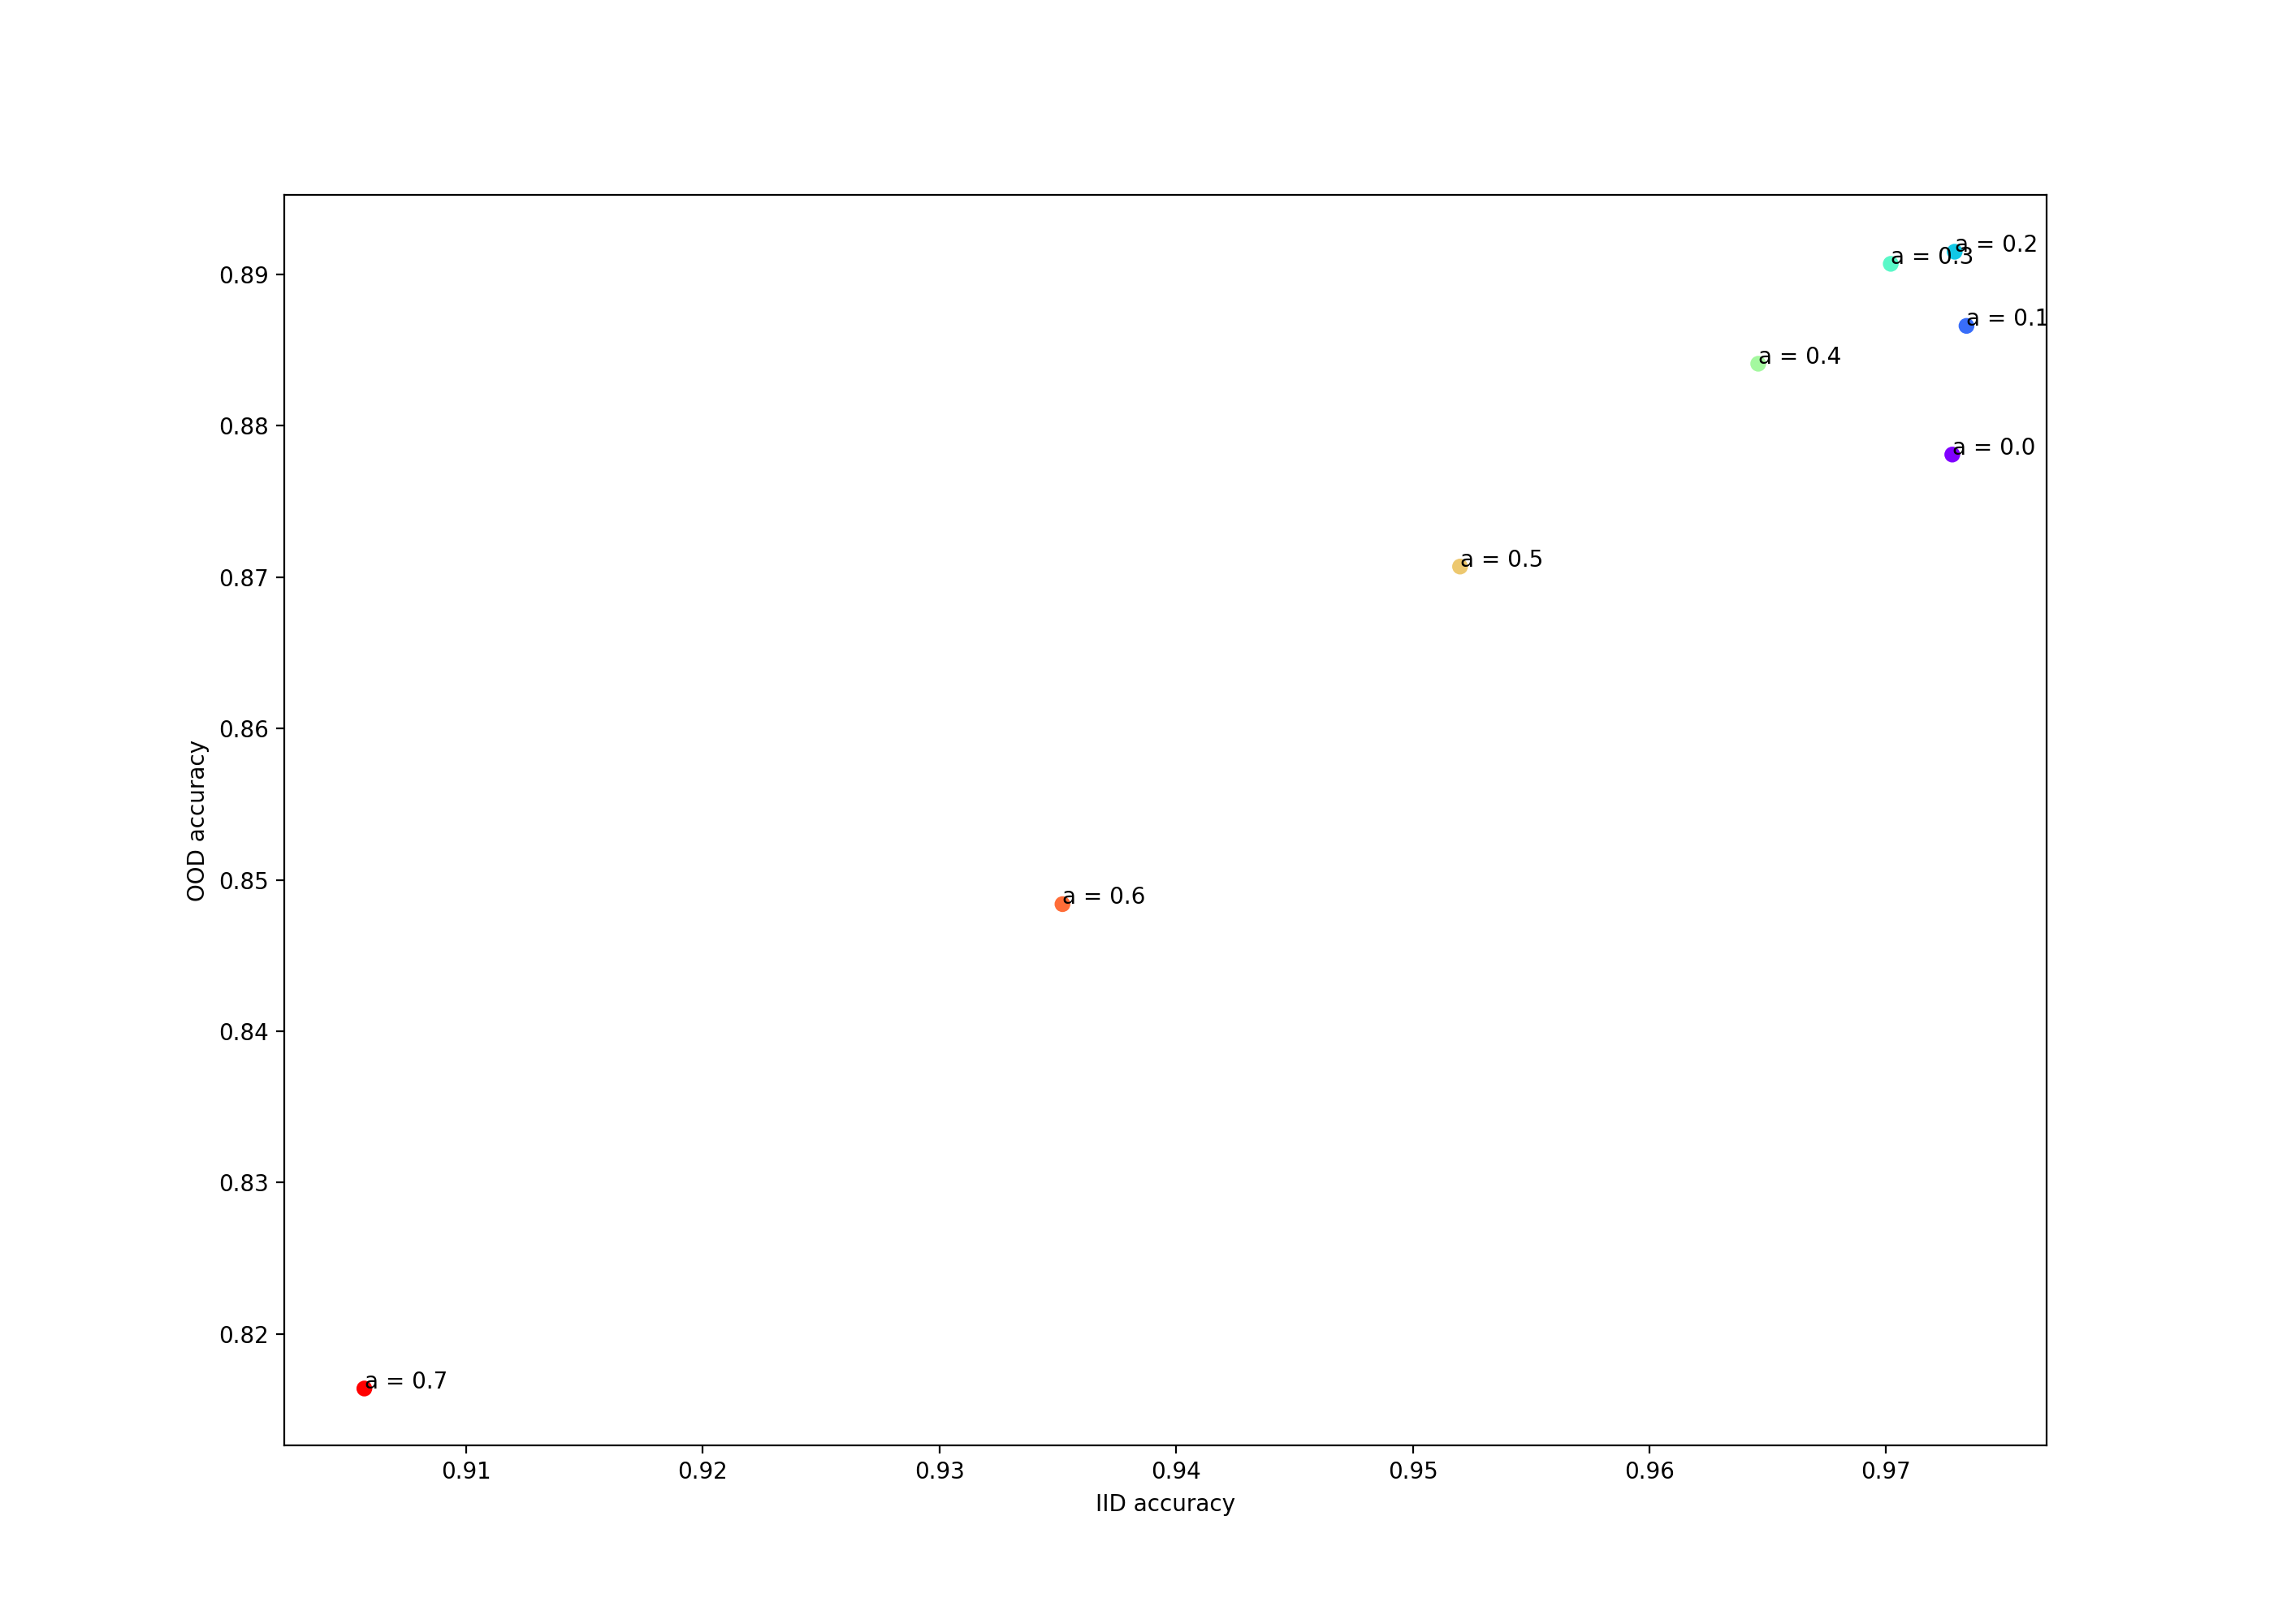 a = 0.2
0.89
a = 0.3
a = 0.1
a = 0.4
a = 0.0
0.88
a = 0.5
0.87
0.86
OOD accuracy
a = 0.6
0.85
0.84
0.83
0.82
a = 0.7
0.91 0.92 0.93 0.94 0.95 0.96 0.97
IID accuracy